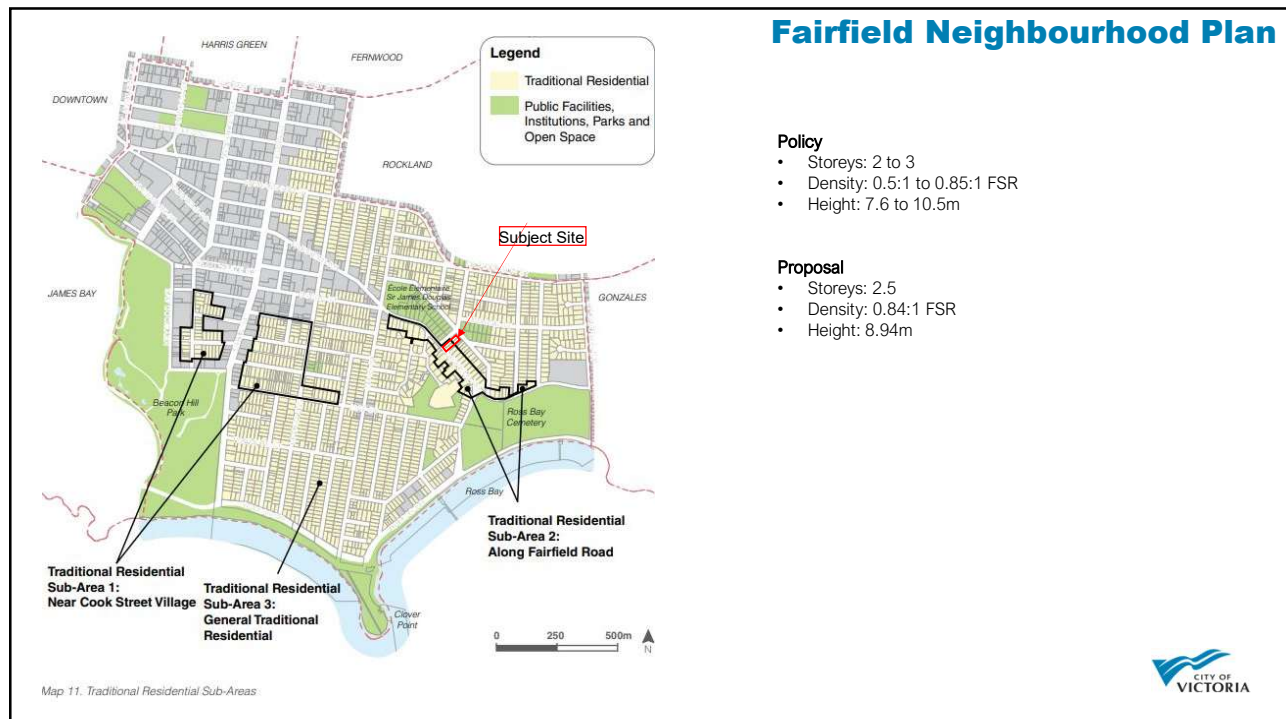 Fairfield Neighbourhood Plan
HARRIS GREEN
FERNWOOD
DOWNTOWN
ROCKLAND
JAMES BAY
GONZALES
Legend
Traditional Residential
Public Facilities,
Institutions, Parks and
Open Space
Subject Site
École Elementaire
Sir James Douglas
Elementary School
Beacon Hill
Park
Ross Bay
Cemetery
Ross Bay
Clover
Point
Traditional Residential
Sub-Area 1:
Near Cook Street Village
Traditional Residential
Sub-Area 3:
General Traditional
Residential
Traditional Residential
Sub-Area 2:
Along Fairfield Road
0 250 500m
N
Map 11. Traditional Residential Sub-Areas
Policy
• Storeys: 2 to 3
• Density: 0.5:1 to 0.85:1 FSR
• Height: 7.6 to 10.5m
Proposal
• Storeys: 2.5
• Density: 0.84:1 FSR
• Height: 8.94m
CITY OF
VICTORIA